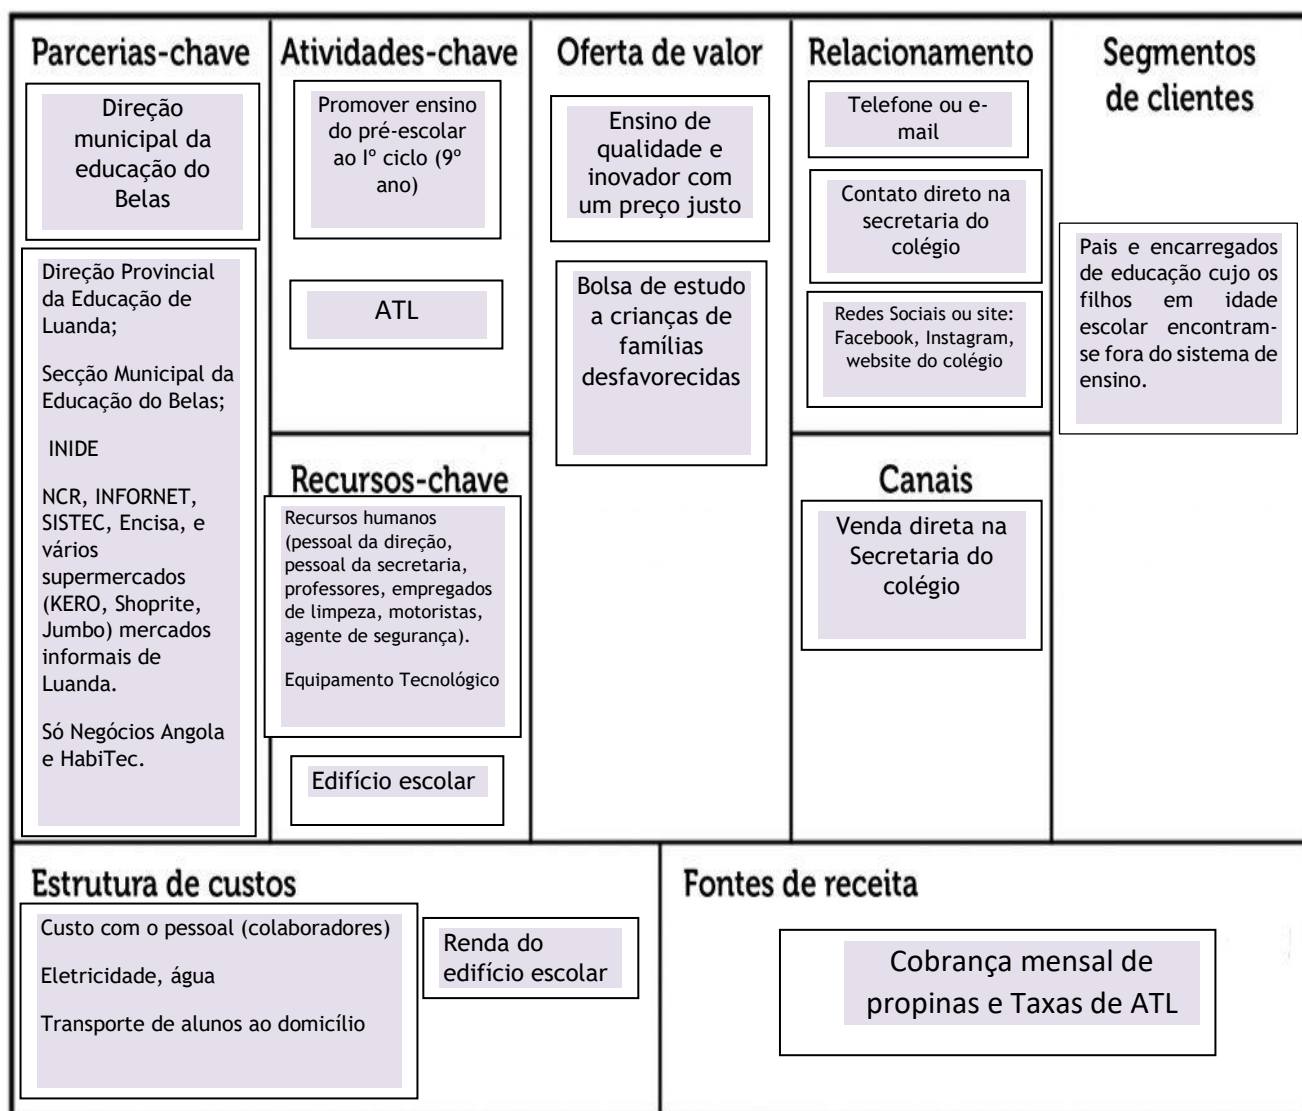 Parcerias-chave
Direção
municipal da
educação do
Belas
Direção Provincial
da Educação de
Luanda;
Secção Municipal da
Educação do Belas;
INIDE
NCR, INFORNET,
SISTEC, Encisa, e
vários
supermercados
(KERO, Shoprite,
Jumbo) mercados
informais de
Luanda.
Só Negócios Angola
e HabiTec.
Atividades-chave
Promover ensino
do pré-escolar
ao Iº ciclo (9º
ano)
ATL
Recursos-chave
Recursos humanos
(pessoal da direção,
pessoal da secretaria,
professores, empregados
de limpeza, motoristas,
agente de segurança).
Equipamento Tecnológico
Edifício escolar
Oferta de valor
Ensino de
qualidade e
inovador com
um preço justo
Bolsa de estudo
a crianças de
famílias
desfavorecidas
Relacionamento
Telefone ou e-
mail
Contato direto na
secretaria do
colégio
Redes Sociais ou site:
Facebook, Instagram,
website do colégio
Canais
Venda direta na
Secretaria do
colégio
Segmentos
de clientes
Pais e encarregados
de educação cujo os
filhos em idade
escolar encontram-
se fora do sistema de
ensino.
Estrutura de custos
Custo com o pessoal (colaboradores)
Eletricidade, água
Transporte de alunos ao domicílio
Renda do
edifício escolar
Fontes de receita
Cobrança mensal de
propinas e Taxas de ATL